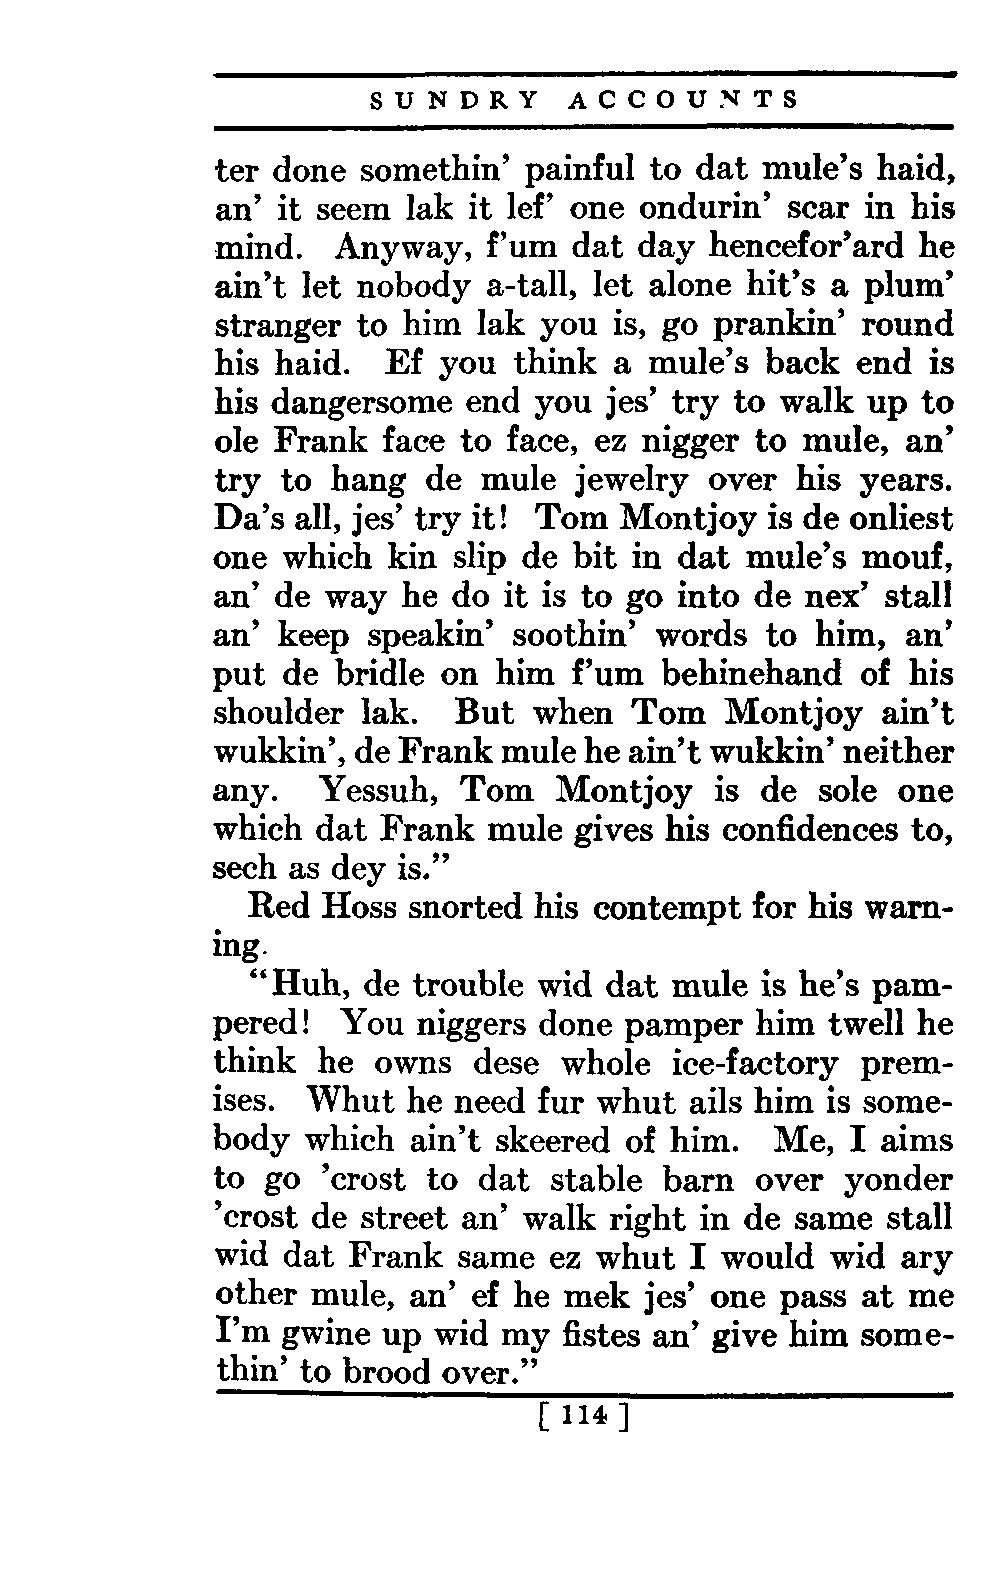 SUNDRY ACCOUNTS
ter done somethin’ painful to dat mule’s haid,
an’ it seem lak it lef’ one ondurin’ scar in his
mind. Anyway, f’um dat day hencefor’ard he
ain’t let nobody a-tall, let alone hit’s a plum’
stranger to him lak you is, go prankin’ round
his haid. Ef you think a mule’s back end is
his dangersome end you jes’ try to walk up to
ole Frank face to face, ez nigger to mule, an’
try to hang de mule jewelry over his years.
Da’s all, jes’ try it! Tom Montjoy is de onliest
one which kin slip de bit in dat mule’s mouf,
an’ de way he do it is to go into de nex’ stall
an’ keep speakin’ soothin’ words to him, an’
put de bridle on him f’um behinehand of his
shoulder lak. But when Tom Montjoy ain’t
wukkin’, de Frank mule he ain’t wukkin’ neither
any. Yessuh, Tom Montjoy is de sole one
which dat Frank mule gives his confidences to,
sech as dey is.”
Red Hoss snorted his contempt for his warn-
ing.
“Huh, de trouble wid dat mule is he’s pam-
pered! You niggers done pamper him twell he
think he owns dese whole ice-factory prem-
ises. Whut he need fur whut ails him is some-
body which ain’t skeered of him. Me, I aims
to go ’crost to dat stable barn over yonder
’crost de street an’ walk right in de same stall
wid dat Frank same ez whut I would wid ary
other mule, an’ ef he mek jes’ one pass at me
I’m gwine up wid my fistes an’ give him some-
thin’ to brood over.”
[ 114 ]